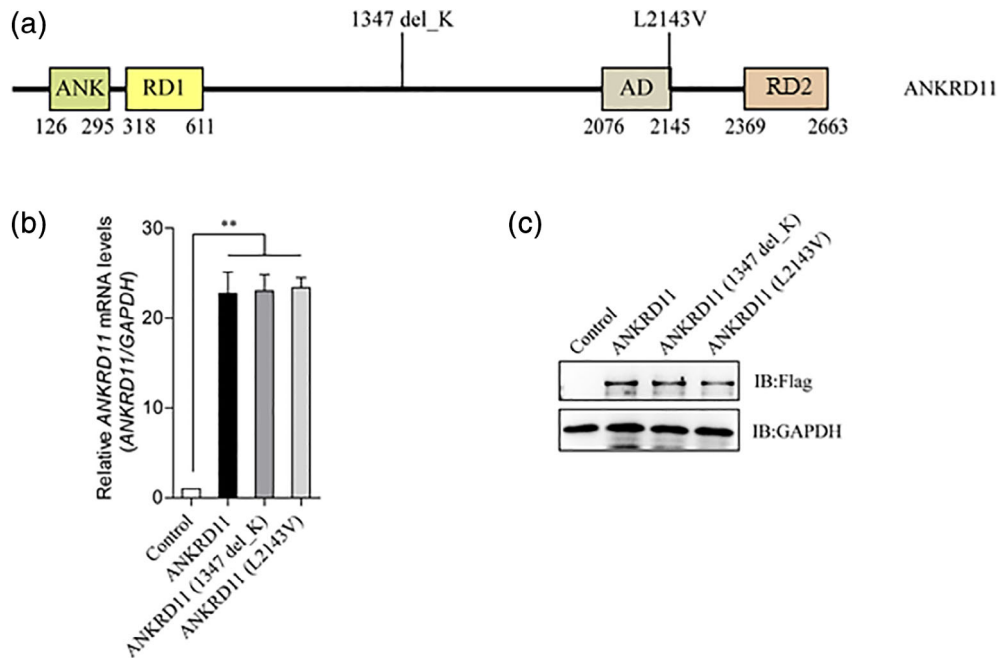 (a)
1347 del_K L2143V
ANK RD1 AD RD2 ANKRD11
126 295 318 611 2076 2145 2369 2663
(b)
Relative ANKRD11 mRNA levels
(ANKRD11/GAPDH)
30
20
10
0
**
Control
ANKRD11
ANKRD11 (1347 del_K)
ANKRD11 (L2143V)
(c)
Control
ANKRD11
ANKRD11 (1347 del_K)
ANKRD11 (L2143V)
IB:Flag
IB:GAPDH